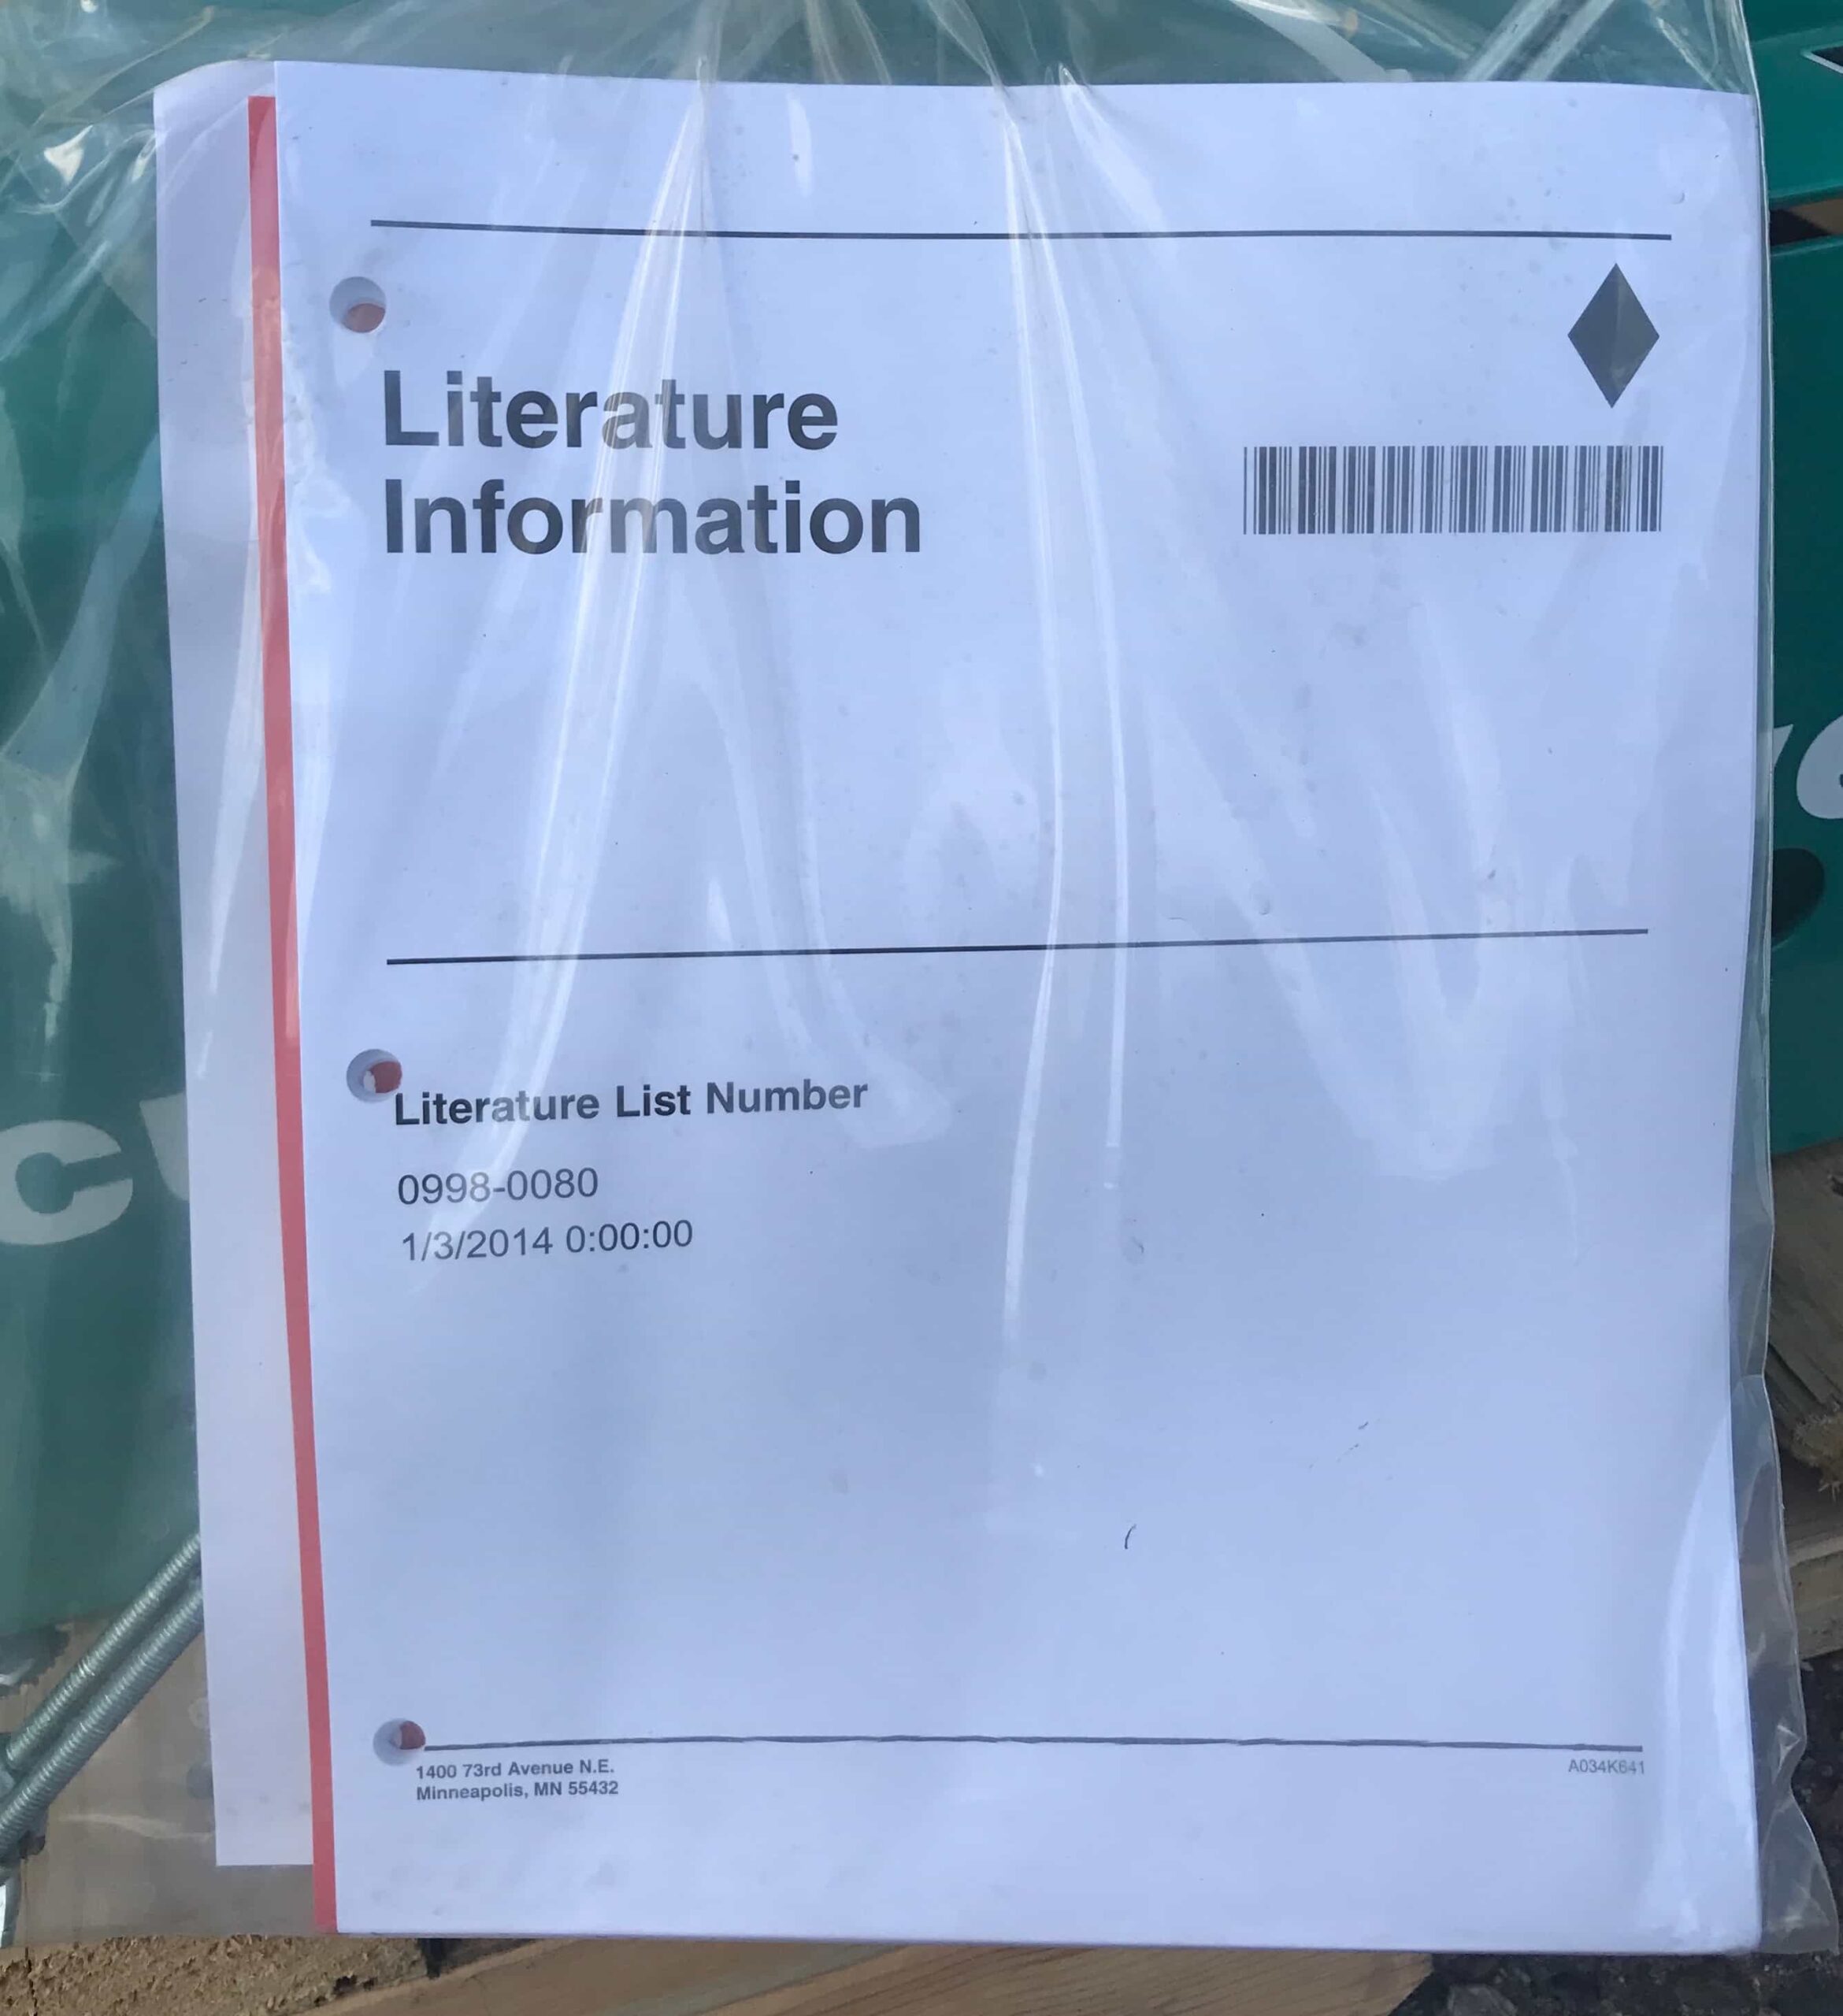 Literature
Information
Literature List Number
0998-0080
1/3/2014 0:00:00
1400 73rd Avenue N.E.
Minneapolis, MN 55432
A034K641